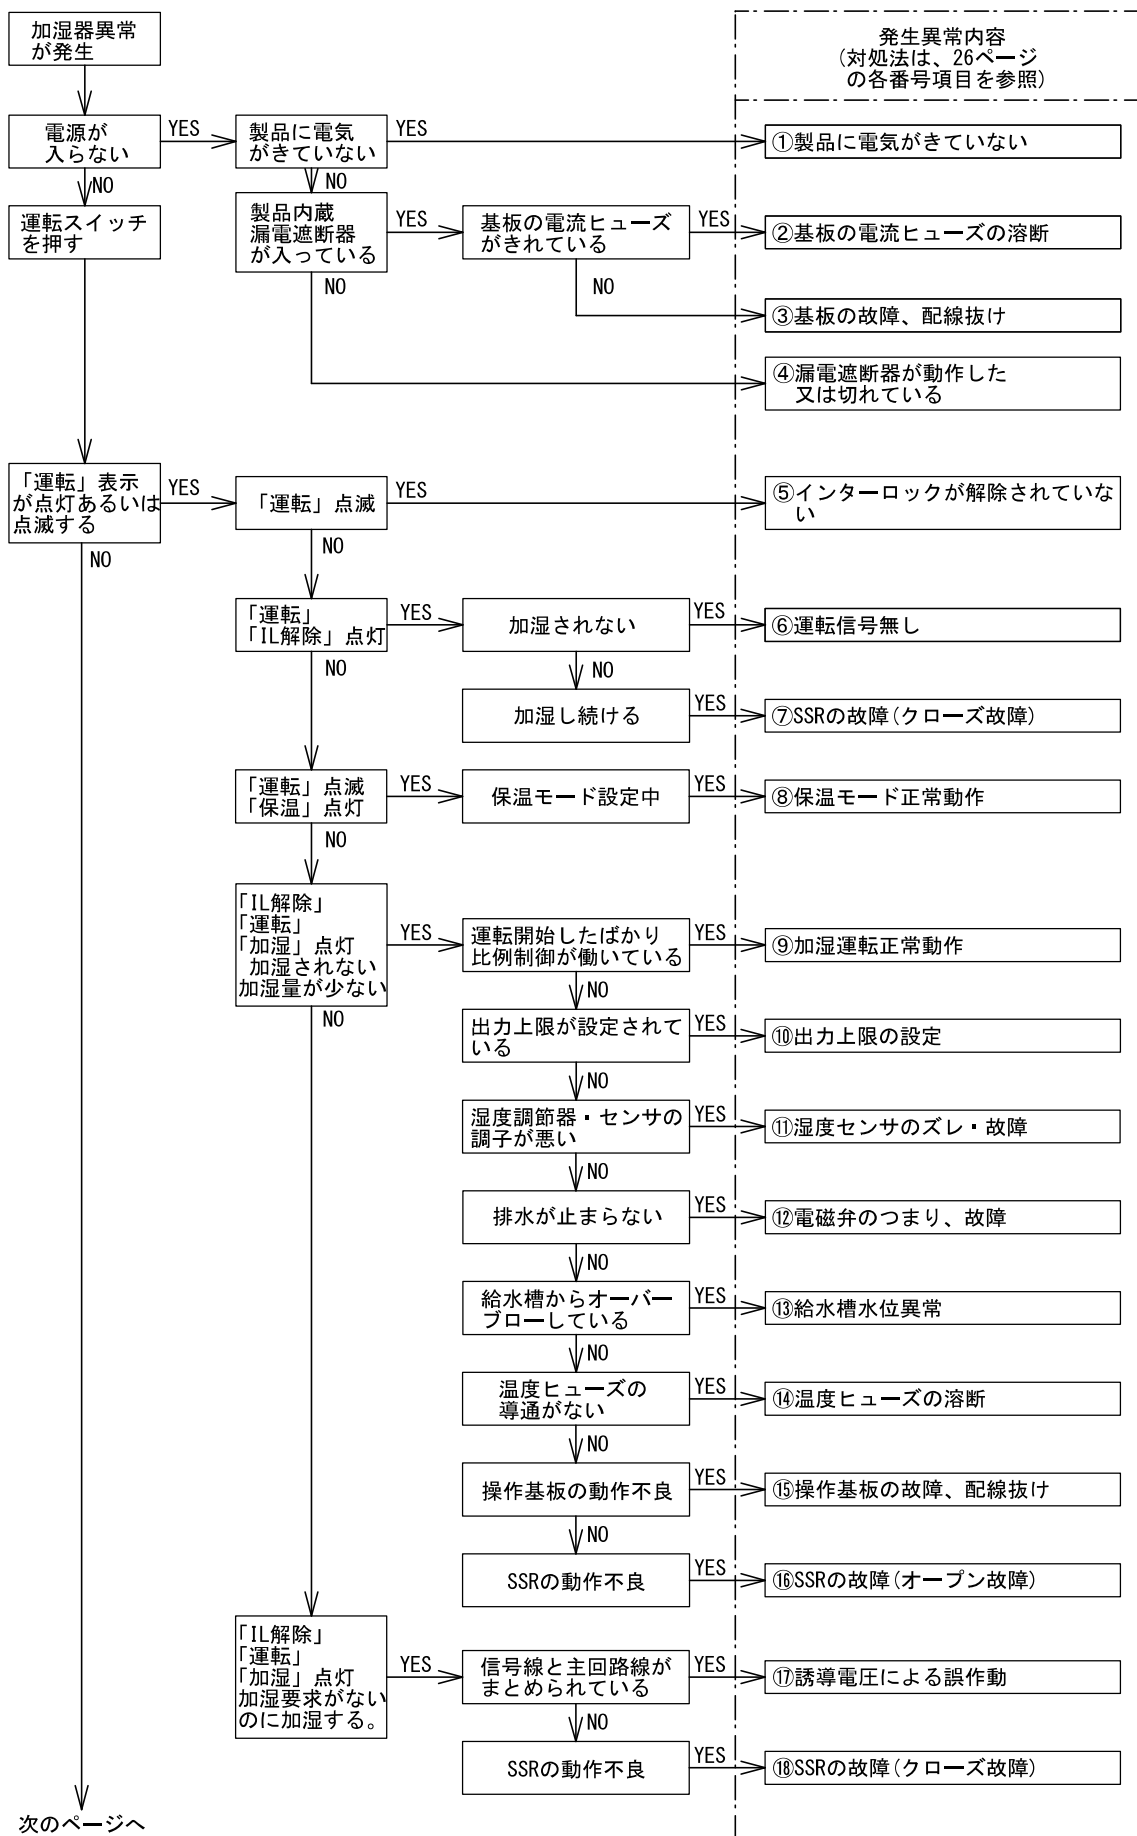 加湿器異常
が発生
発生異常内容
(対処法は、26ページ
の各番号項目を参照)
電源が
入らない
YES
製品に電気
がきていない
YES
①製品に電気がきていない
NO
NO
運転スイッチ
を押す
製品内蔵
漏電遮断器
が入っている
YES
基板の電流ヒューズ
がきれている
YES
②基板の電流ヒューズの溶断
NO
NO
③基板の故障、配線抜け
④漏電遮断器が動作した
又は切れている
「運転」表示
が点灯あるいは
点滅する
YES
「運転」点滅
YES
⑤インターロックが解除されていな
い
NO
NO
「運転」
「IL解除」点灯
YES
加湿されない
YES
⑥運転信号無し
NO
NO
加湿し続ける
YES
⑦SSRの故障(クローズ故障)
「運転」点滅
「保温」点灯
YES
保温モード設定中
YES
⑧保温モード正常動作
NO
「IL解除」
「運転」
「加湿」点灯
加湿されない
加湿量が少ない
YES
運転開始したばかり
比例制御が働いている
YES
⑨加湿運転正常動作
NO
NO
出力上限が設定されて
いる
YES
⑩出力上限の設定
NO
湿度調節器・センサの
調子が悪い
YES
⑪湿度センサのズレ・故障
NO
排水が止まらない
YES
⑫電磁弁のつまり、故障
NO
給水槽からオーバー
ブローしている
YES
⑬給水槽水位異常
NO
温度ヒューズの
導通がない
YES
⑭温度ヒューズの溶断
NO
操作基板の動作不良
YES
⑮操作基板の故障、配線抜け
NO
SSRの動作不良
YES
⑯SSRの故障(オープン故障)
「IL解除」
「運転」
「加湿」点灯
加湿要求がない
のに加湿する。
YES
信号線と主回路線が
まとめられている
YES
⑰誘導電圧による誤作動
NO
SSRの動作不良
YES
⑱SSRの故障(クローズ故障)
次のページへ